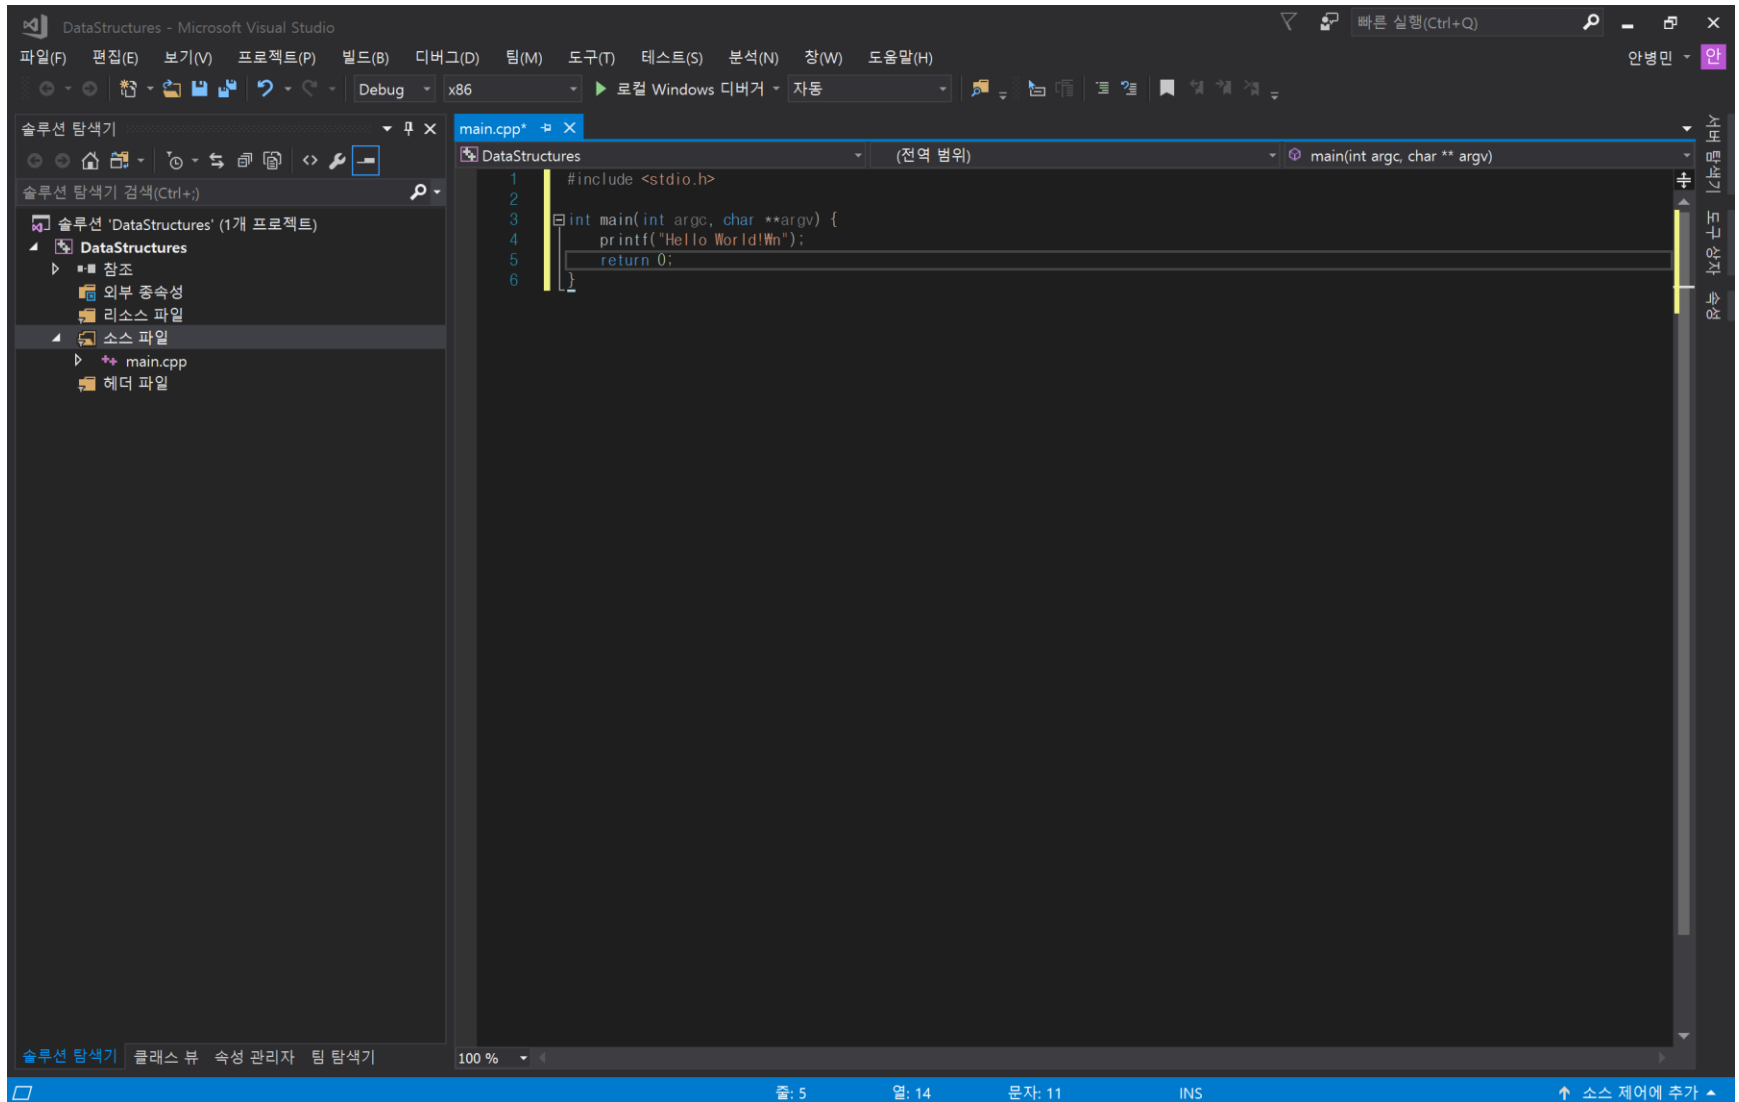 DataStructures - Microsoft Visual Studio
빠른 실행(Ctrl+Q)
파일(F) 편집(E) 보기(V) 프로젝트(P) 빌드(B) 디버그(D) 팀(M) 도구(T) 테스트(S) 분석(N) 창(W) 도움말(H)
안병민 안
Debug x86 로컬 Windows 디버거 자동
솔루션 탐색기
솔루션 탐색기 검색(Ctrl+;)
솔루션 'DataStructures' (1개 프로젝트)
DataStructures
참조
외부 종속성
리소스 파일
소스 파일
main.cpp
헤더 파일
솔루션 탐색기 클래스 뷰 속성 관리자 팀 탐색기
main.cpp*
DataStructures (전역 범위) main(int argc, char ** argv)
1 #include <stdio.h>
2
3 int main(int argc, char **argv) {
4 printf("Hello World!₩n");
5 return 0;
6 }
100 %
서버 탐색기
도구 상자
속성
줄: 5 열: 14 문자: 11 INS 소스 제어에 추가